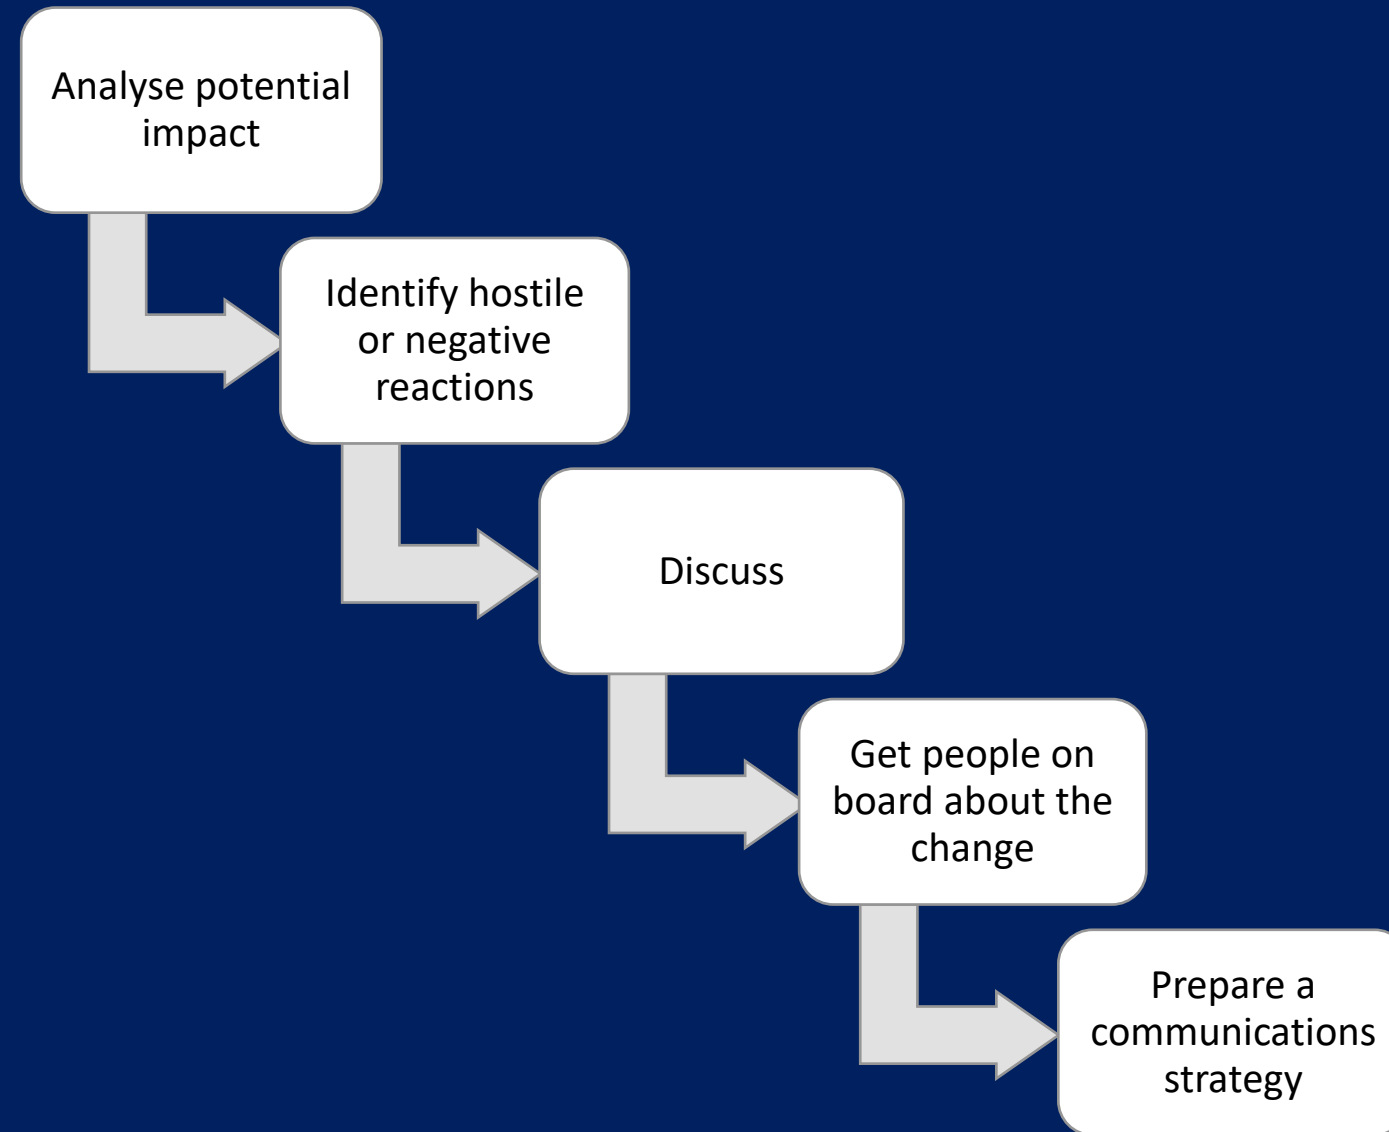 Analyse potential
impact
Identify hostile
or negative
reactions
Discuss
Get people on
board about the
change
Prepare a
communications
strategy